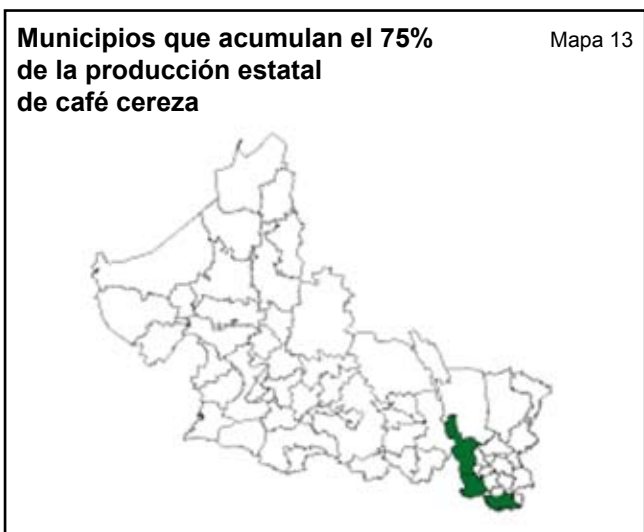 Municipios que acumulan el 75%
de la producción estatal
de café cereza
Mapa 13